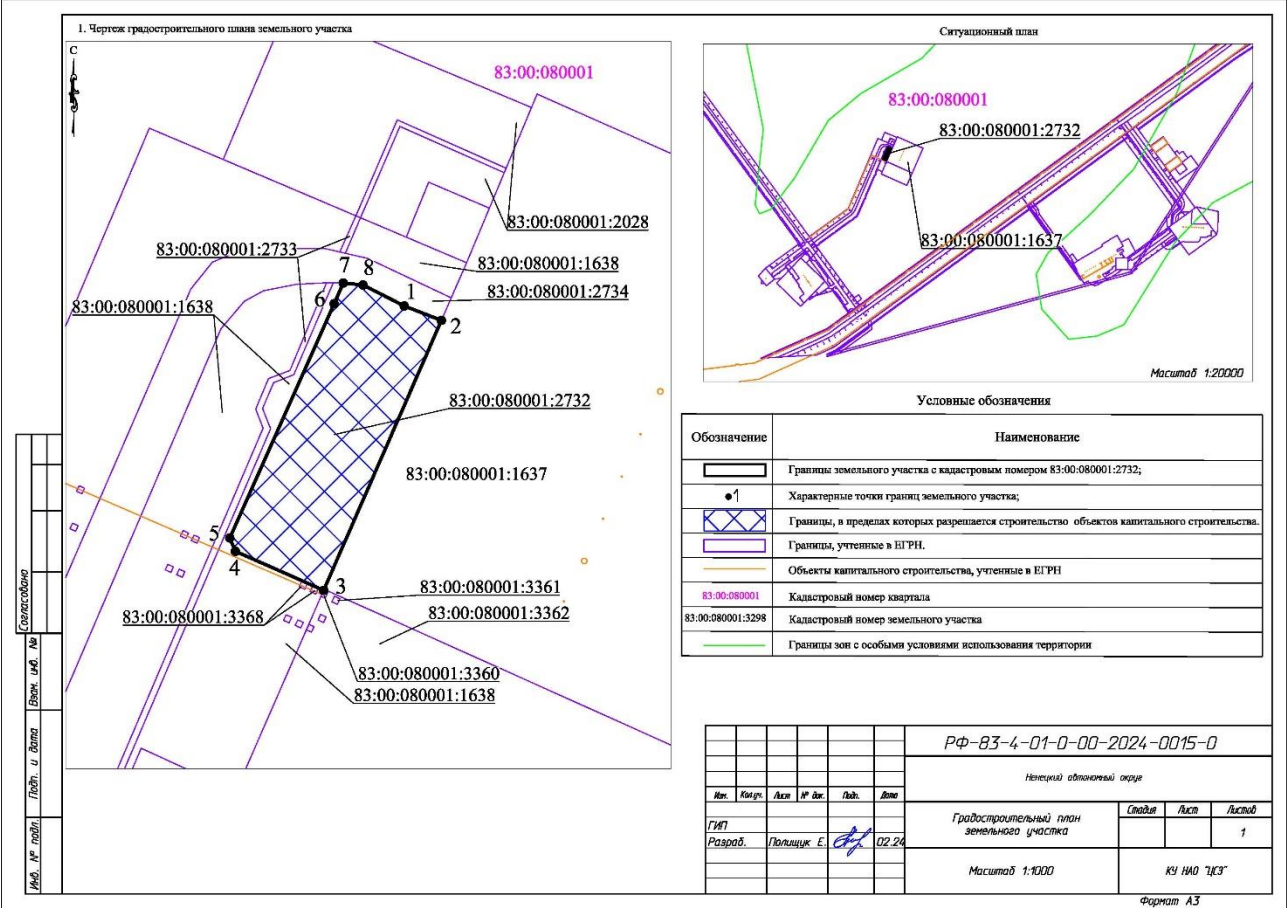 1. Чертеж градостроительного плана земельного участка
С
83:00:080001
83:00:080001:2028
83:00:080001:2733
83:00:080001:1638
83:00:080001:2734
83:00:080001:1638
7
8
1
6
2
83:00:080001:2732
83:00:080001:1637
5
4
3
83:00:080001:3361
83:00:080001:3368
83:00:080001:3362
83:00:080001:3360
83:00:080001:1638
Ситуационный план
83:00:080001
83:00:080001:2732
83:00:080001:1637
Масштаб 1:20000
Условные обозначения
Обозначение Наименование
Границы земельного участка с кадастровым номером 83:00:080001:2732;
1 Характерные точки границ земельного участка;
Границы, в пределах которых разрешается строительство объектов капитального строительства.
Границы, учтенные в ЕГРН.
Объекты капитального строительства, учтенные в ЕГРН
83:00:080001 Кадастровый номер квартала
83:00:080001:3298 Кадастровый номер земельного участка
Границы зон с особыми условиями использования территории
Согласовано
Взам. инв. №
Подп. и дата
Инв. № подл.
РФ-83-4-01-0-00-2024-0015-0
Ненецкий автономный округ
Изм. Кол.уч. Лист № док. Подп. Дата
Градостроительный план
земельного участка
Стадия Лист Листов
1
ГИП
Разраб. Полищук Е. 02.24
Масштаб 1:1000
КУ НАО "ЦСЭ"
Формат А3